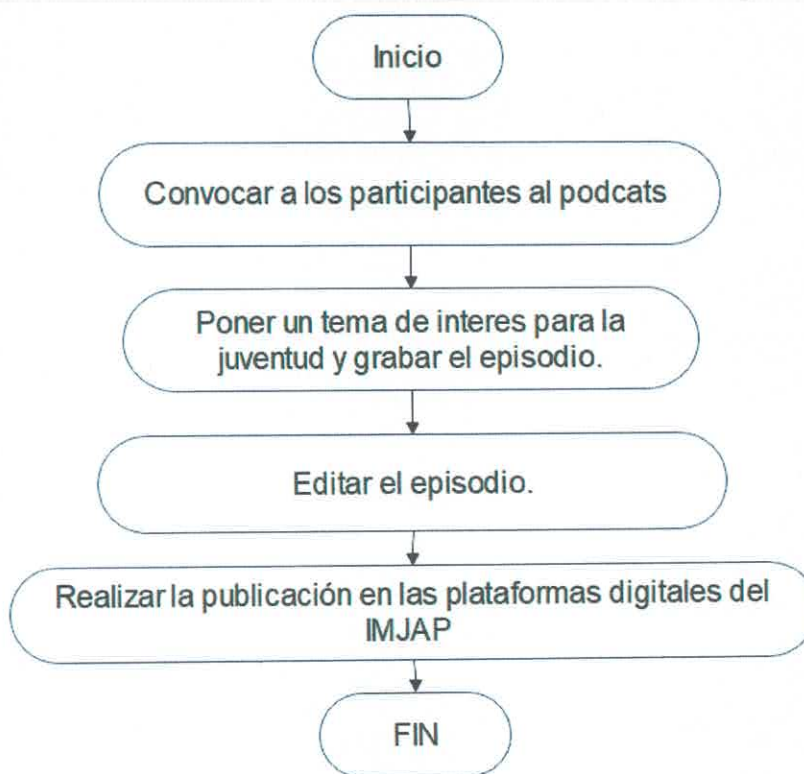 Inicio
Convocar a los participantes al podcats
Poner un tema de interes para la
juventud y grabar el episodio.
Editar el episodio.
Realizar la publicación en las plataformas digitales del
IMJAP
FIN